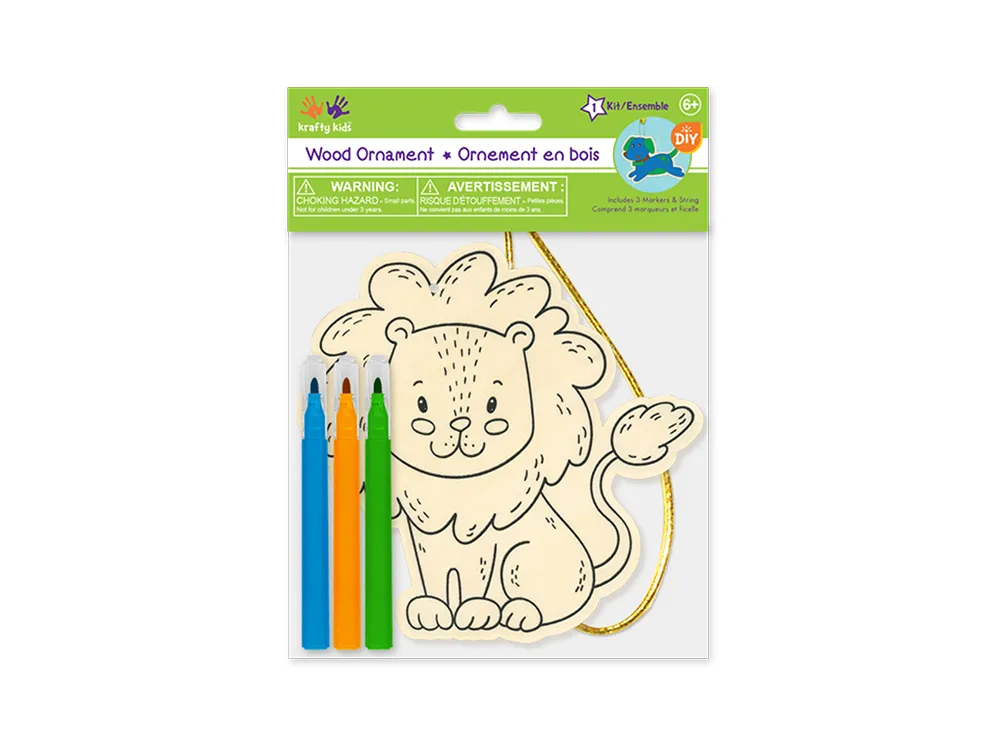 krafty kids
1 Kit/Ensemble 6+
Wood Ornament ★ Ornement en bois
DIY
WARNING:
CHOKING HAZARD - Small parts.
Not for children under 3 years.
AVERTISSEMENT :
RISQUE D'ÉTOUFFEMENT - Petites pièces.
Ne convient pas aux enfants de moins de 3 ans.
Includes 3 Markers & String
Comprend 3 marqueurs et ficelle